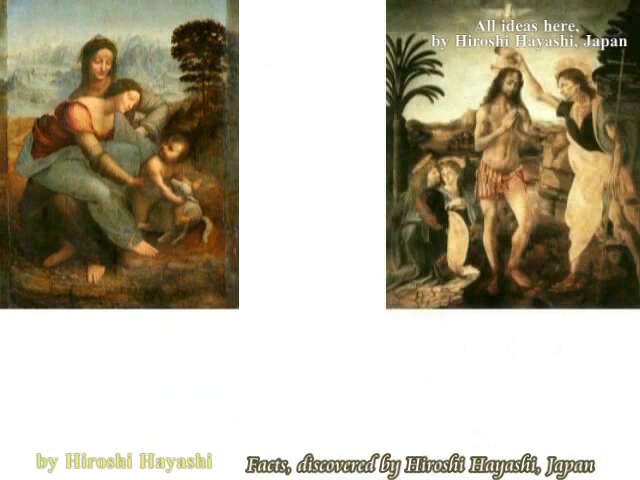 All ideas here,
by Hiroshi Hayashi, Japan
by Hiroshi Hayashi
Facts, discovered by Hiroshi Hayashi, Japan